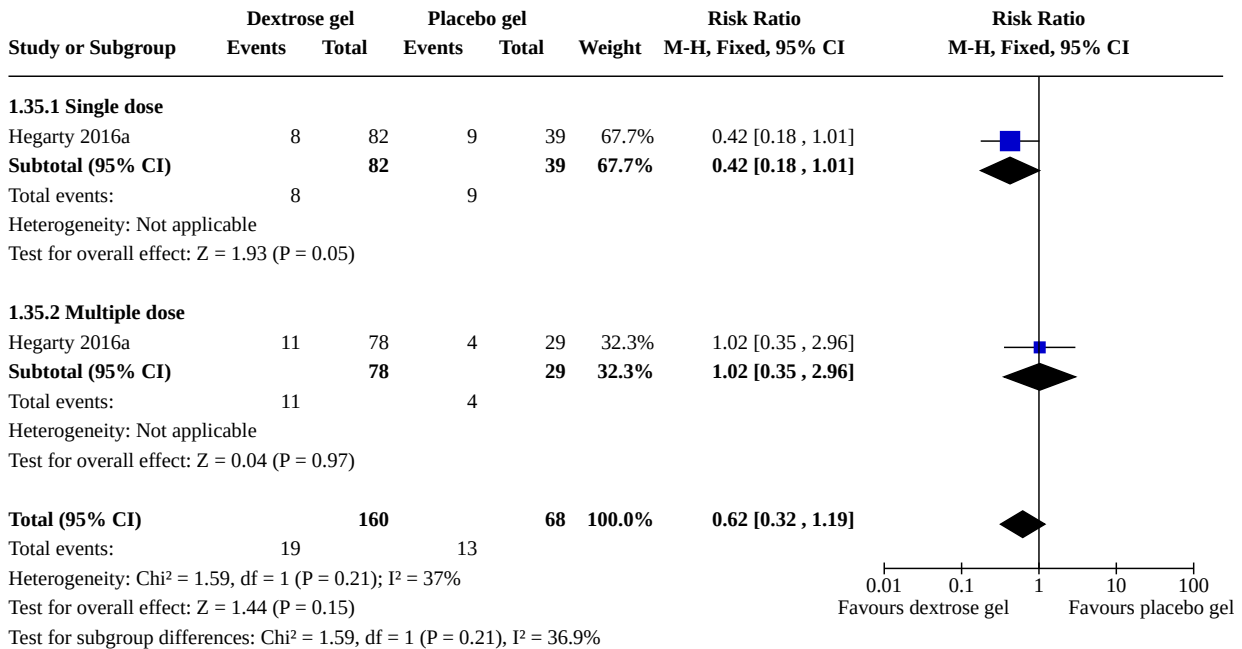 Dextrose gel Placebo gel Risk Ratio Risk Ratio
Study or Subgroup Events Total Events Total Weight M-H, Fixed, 95% CI M-H, Fixed, 95% CI
1.35.1 Single dose
Hegarty 2016a 8 82 9 39 67.7% 0.42 [0.18 , 1.01]
Subtotal (95% CI) 82 39 67.7% 0.42 [0.18 , 1.01]
Total events: 8 9
Heterogeneity: Not applicable
Test for overall effect: Z = 1.93 (P = 0.05)
1.35.2 Multiple dose
Hegarty 2016a 11 78 4 29 32.3% 1.02 [0.35 , 2.96]
Subtotal (95% CI) 78 29 32.3% 1.02 [0.35 , 2.96]
Total events: 11 4
Heterogeneity: Not applicable
Test for overall effect: Z = 0.04 (P = 0.97)
Total (95% CI) 160 68 100.0% 0.62 [0.32 , 1.19]
Total events: 19 13
Heterogeneity: Chi² = 1.59, df = 1 (P = 0.21); I² = 37%
0.01 0.1 1 10 100
Test for overall effect: Z = 1.44 (P = 0.15)
Favours dextrose gel Favours placebo gel
Test for subgroup differences: Chi² = 1.59, df = 1 (P = 0.21), I² = 36.9%